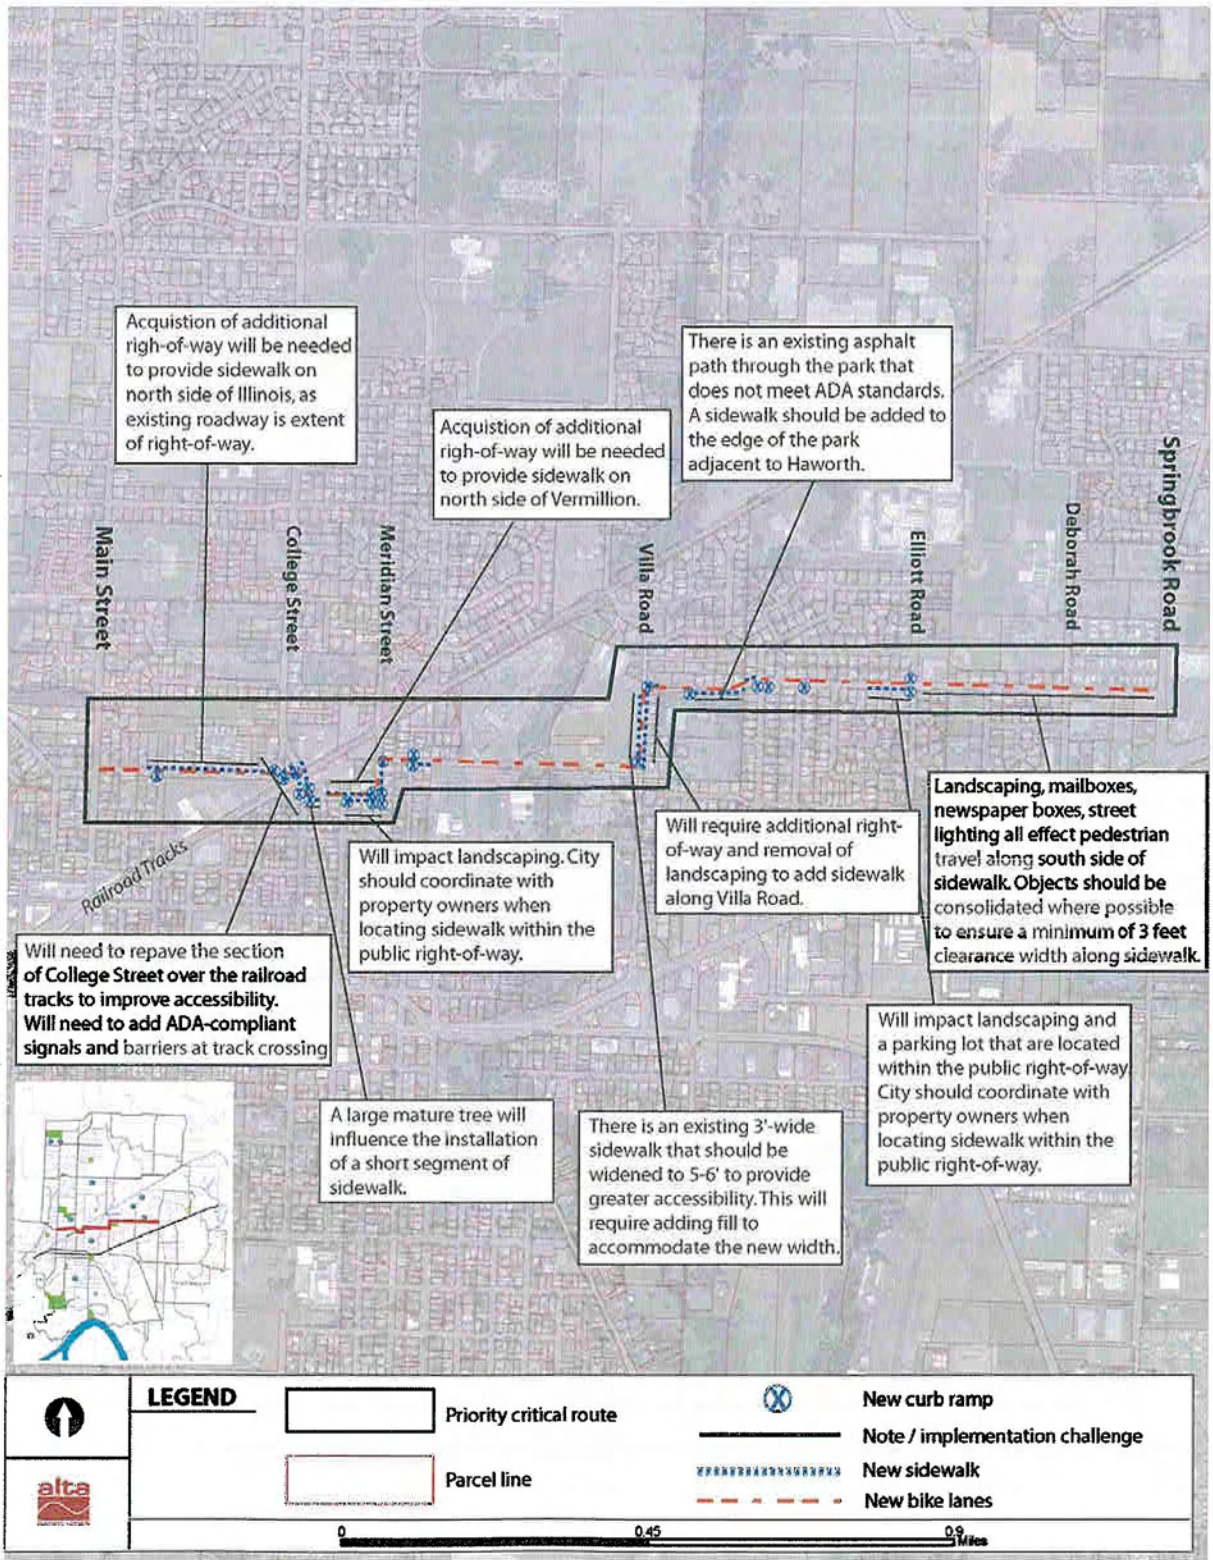 Acquistion of additional
righ-of-way will be needed
to provide sidewalk on
north side of Illinois, as
existing roadway is extent
of right-of-way.
There is an existing asphalt
path through the park that
does not meet ADA standards.
A sidewalk should be added to
the edge of the park
adjacent to Haworth.
Acquistion of additional
righ-of-way will be needed
to provide sidewalk on
north side of Vermillion.
Main Street
College Street
Meridian Street
Villa Road
Elliott Road
Deborah Road
Springbrook Road
Railroad Tracks
Landscaping, mailboxes,
newspaper boxes, street
lighting all effect pedestrian
travel along south side of
sidewalk. Objects should be
consolidated where possible
to ensure a minimum of 3 feet
clearance width along sidewalk.
Will require additional right-
of-way and removal of
landscaping to add sidewalk
along Villa Road.
Will impact landscaping. City
should coordinate with
property owners when
locating sidewalk within the
public right-of-way.
Will need to repave the section
of College Street over the railroad
tracks to improve accessibility.
Will need to add ADA-compliant
signals and barriers at track crossing
Will impact landscaping and
a parking lot that are located
within the public right-of-way
City should coordinate with
property owners when
locating sidewalk within the
public right-of-way.
A large mature tree will
influence the installation
of a short segment of
sidewalk.
There is an existing 3'-wide
sidewalk that should be
widened to 5-6' to provide
greater accessibility. This will
require adding fill to
accommodate the new width.
LEGEND
Priority critical route
Parcel line
New curb ramp
Note / implementation challenge
New sidewalk
New bike lanes
alta
0 0.45 0.9
Miles